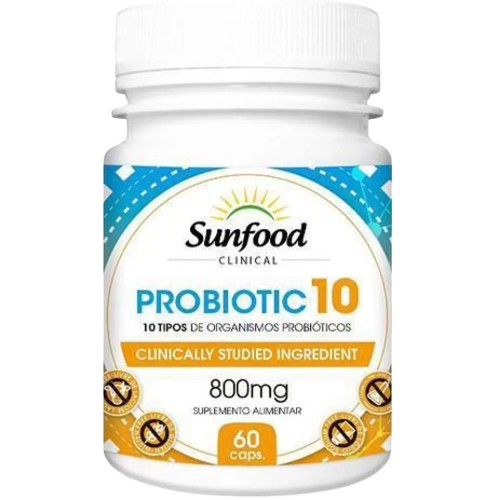 Sunfood
CLINICAL
PROBIOTIC 10
10 TIPOS DE ORGANISMOS PROBIÓTICOS
CLINICALLY STUDIED INGREDIENT
800mg
SUPLEMENTO ALIMENTAR
60
caps.